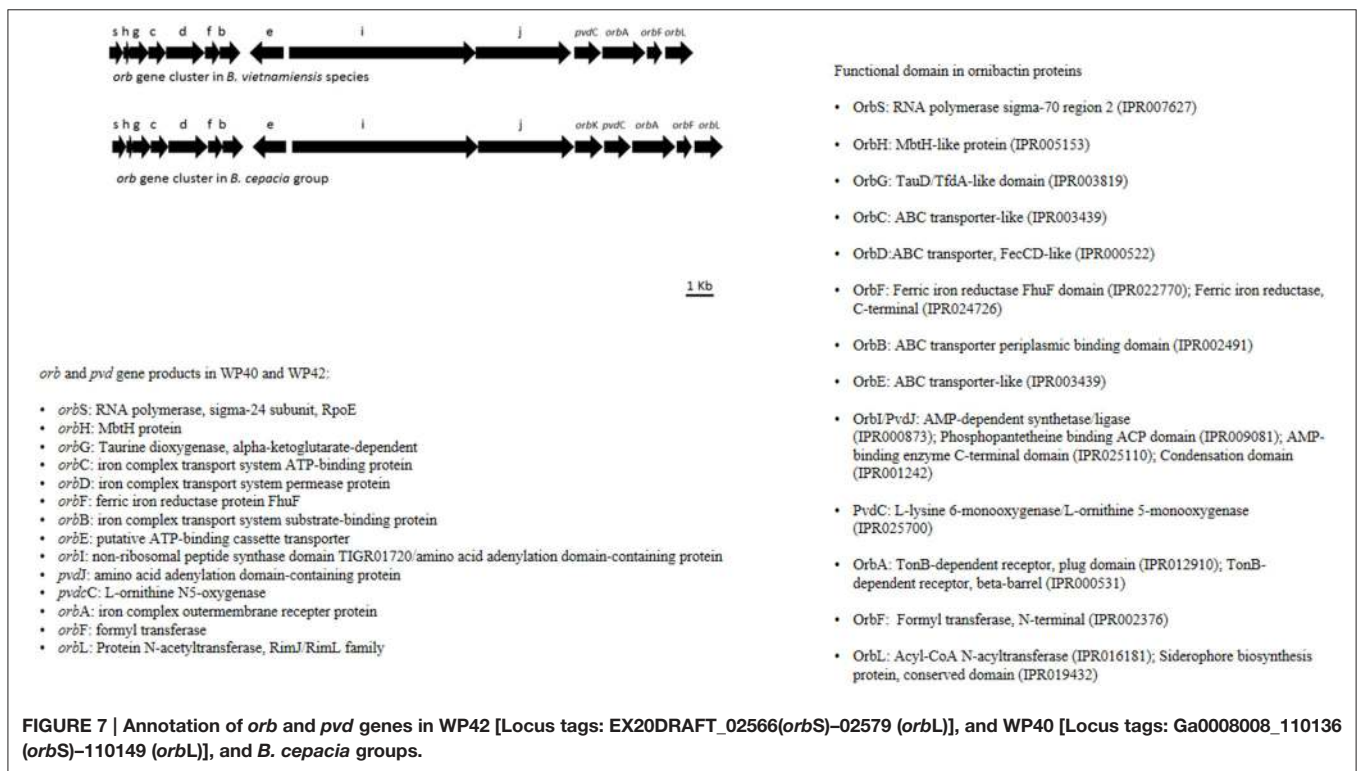 s h g c d f b e i j pvdC orbA orbF orbL
orb gene cluster in B. vietnamiensis species
s h g c d f b e i j orbK pvdC orbA orbF orbL
orb gene cluster in B. cepacia group
1 Kb
orb and pvd gene products in WP40 and WP42:
• orbS: RNA polymerase, sigma-24 subunit, RpoE
• orbH: MbtH protein
• orbG: Taurine dioxygenase, alpha-ketoglutarate-dependent
• orbC: iron complex transport system ATP-binding protein
• orbD: iron complex transport system permease protein
• orbF: ferric iron reductase protein FhuF
• orbB: iron complex transport system substrate-binding protein
• orbE: putative ATP-binding cassette transporter
• orbI: non-ribosomal peptide synthase domain TIGR01720/amino acid adenylation domain-containing protein
• pvdJ: amino acid adenylation domain-containing protein
• pvdcC: L-ornithine N5-oxygenase
• orbA: iron complex outermembrane recepter protein
• orbF: formyl transferase
• orbL: Protein N-acetyltransferase, RimJ/RimL family
Functional domain in ornibactin proteins
• OrbS: RNA polymerase sigma-70 region 2 (IPR007627)
• OrbH: MbtH-like protein (IPR005153)
• OrbG: TauD/TfdA-like domain (IPR003819)
• OrbC: ABC transporter-like (IPR003439)
• OrbD:ABC transporter, FecCD-like (IPR000522)
• OrbF: Ferric iron reductase FhuF domain (IPR022770); Ferric iron reductase,
C-terminal (IPR024726)
• OrbB: ABC transporter periplasmic binding domain (IPR002491)
• OrbE: ABC transporter-like (IPR003439)
• OrbI/PvdJ: AMP-dependent synthetase/ligase
(IPR000873); Phosphopantetheine binding ACP domain (IPR009081); AMP-
binding enzyme C-terminal domain (IPR025110); Condensation domain
(IPR001242)
• PvdC: L-lysine 6-monooxygenase/L-ornithine 5-monooxygenase
(IPR025700)
• OrbA: TonB-dependent receptor, plug domain (IPR012910); TonB-
dependent receptor, beta-barrel (IPR000531)
• OrbF: Formyl transferase, N-terminal (IPR002376)
• OrbL: Acyl-CoA N-acyltransferase (IPR016181); Siderophore biosynthesis
protein, conserved domain (IPR019432)
FIGURE 7 | Annotation of orb and pvd genes in WP42 [Locus tags: EX20DRAFT_02566(orbS)–02579 (orbL)], and WP40 [Locus tags: Ga0008008_110136
(orbS)–110149 (orbL)], and B. cepacia groups.